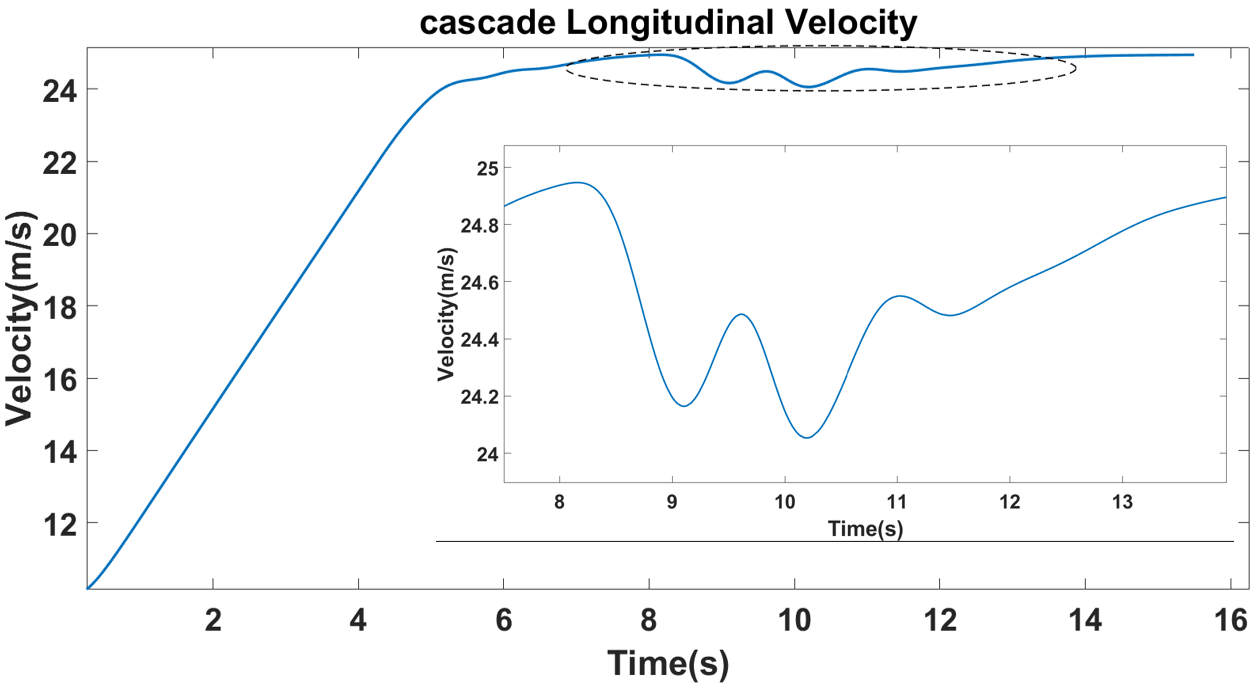 cascade Longitudinal Velocity
Velocity(m/s)
24
22
20
18
16
14
12
2 4 6 8 10 12 14 16
Time(s)
Velocity(m/s)
25
24.8
24.6
24.4
24.2
24
8 9 10 11 12 13
Time(s)